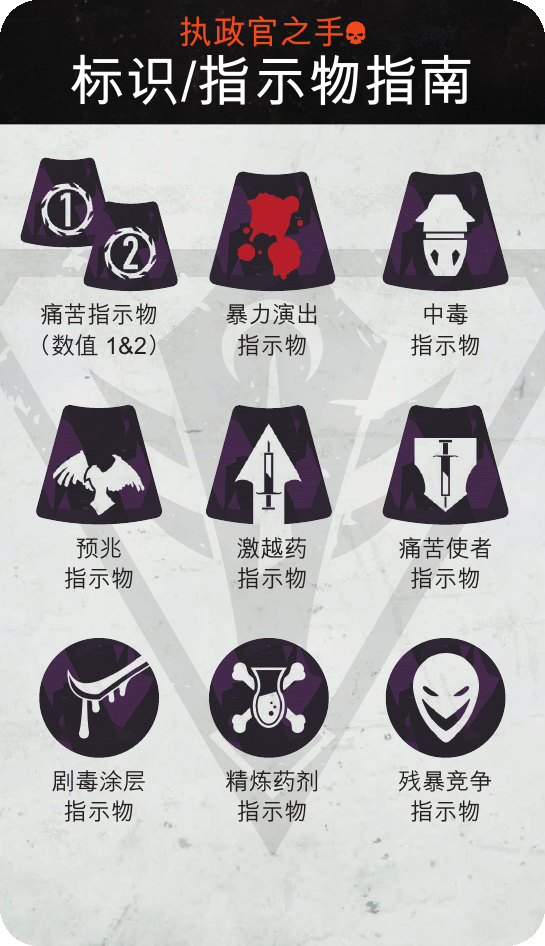 执政官之手
标识/指示物指南
1
2
痛苦指示物
（数值 1&2）
暴力演出
指示物
中毒
指示物
预兆
指示物
激越药
指示物
痛苦使者
指示物
剧毒涂层
指示物
精炼药剂
指示物
残暴竞争
指示物